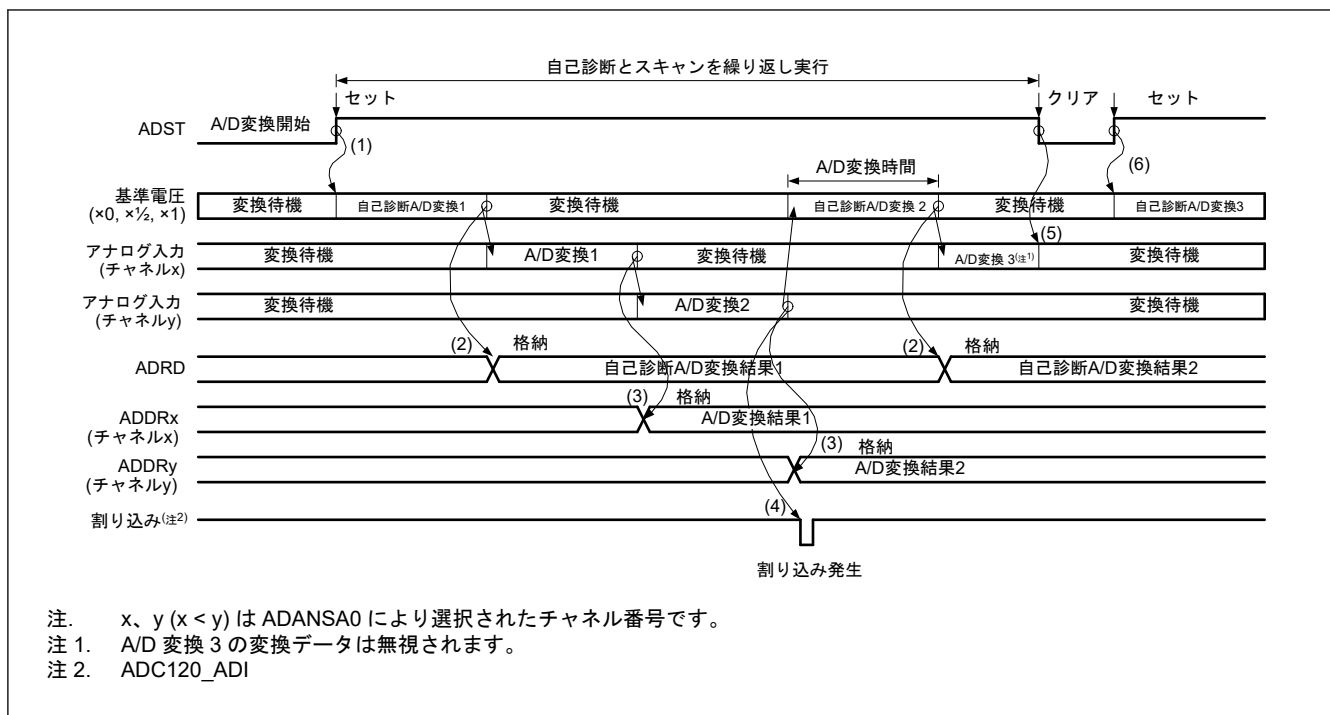 自己診断とスキャンを繰り返し実行
セット
クリア
セット
ADST
A/D変換開始
(1)
(6)
A/D変換時間
基準電圧
(×0, ×½, ×1)
変換待機
自己診断A/D変換1
変換待機
自己診断A/D変換 2
変換待機
自己診断A/D変換3
(5)
アナログ入力
(チャネルx)
変換待機
A/D変換1
変換待機
A/D変換 3(注1)
変換待機
アナログ入力
(チャネルy)
変換待機
A/D変換2
変換待機
ADRD
(2)
格納
自己診断A/D変換結果1
(2)
格納
自己診断A/D変換結果2
ADDRx
(チャネルx)
(3)
格納
A/D変換結果1
ADDRy
(チャネルy)
(3)
格納
A/D変換結果2
割り込み(注2)
(4)
割り込み発生
注. x、y (x < y) は ADANSA0 により選択されたチャネル番号です。
注 1. A/D 変換 3 の変換データは無視されます。
注 2. ADC120_ADI